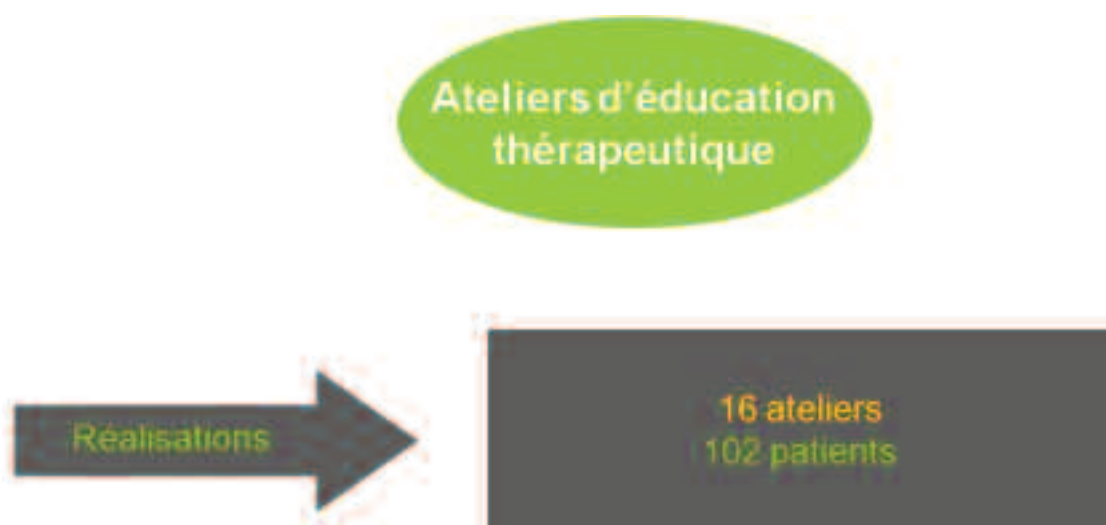 Ateliers d'éducation
thérapeutique
Réalisations
16 ateliers
102 patients